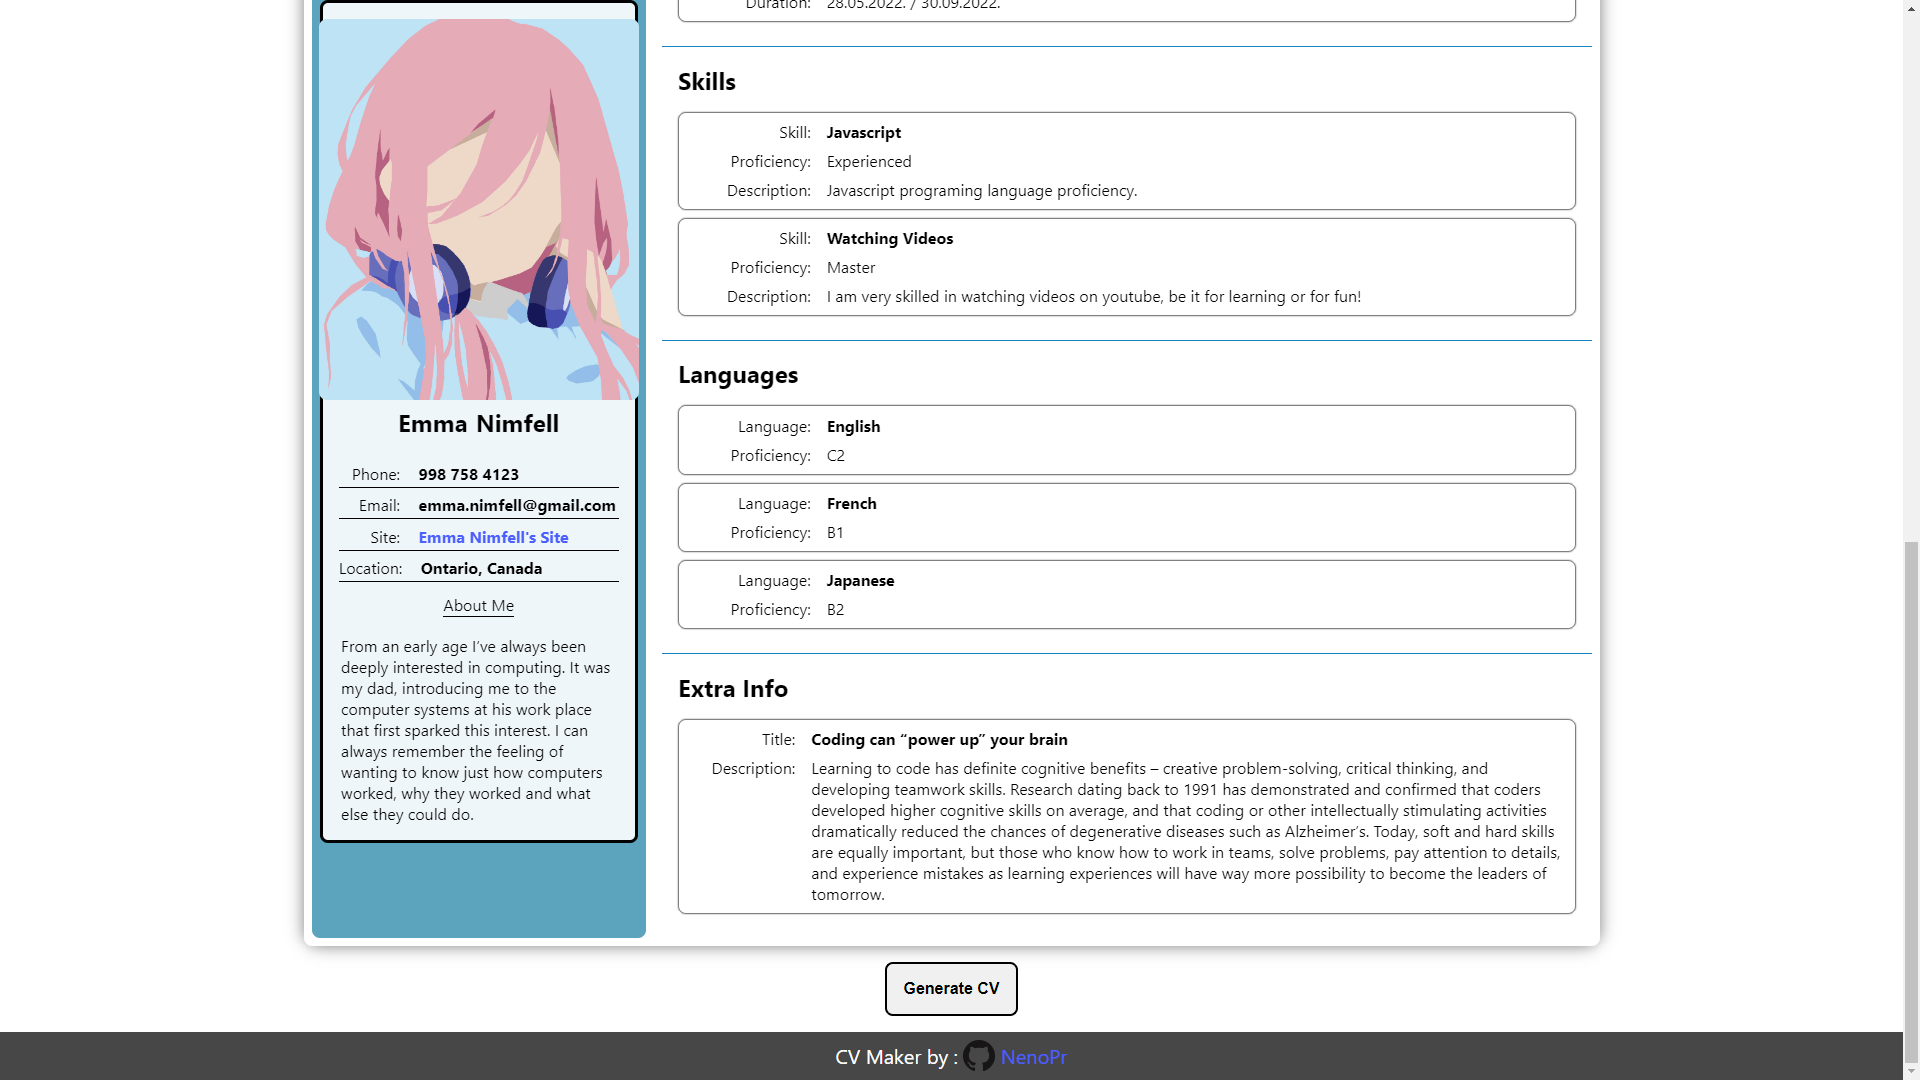 Duration: 28.05.2022. / 30.09.2022.
Skills
Skill: Javascript
Proficiency: Experienced
Description: Javascript programing language proficiency.
Skill: Watching Videos
Proficiency: Master
Description: I am very skilled in watching videos on youtube, be it for learning or for fun!
Languages
Language: English
Proficiency: C2
Language: French
Proficiency: B1
Language: Japanese
Proficiency: B2
Extra Info
Title: Coding can “power up” your brain
Description: Learning to code has definite cognitive benefits – creative problem-solving, critical thinking, and
developing teamwork skills. Research dating back to 1991 has demonstrated and confirmed that coders
developed higher cognitive skills on average, and that coding or other intellectually stimulating activities
dramatically reduced the chances of degenerative diseases such as Alzheimer’s. Today, soft and hard skills
are equally important, but those who know how to work in teams, solve problems, pay attention to details,
and experience mistakes as learning experiences will have way more possibility to become the leaders of
tomorrow.
Emma Nimfell
Phone: 998 758 4123
Email: emma.nimfell@gmail.com
Site: Emma Nimfell's Site
Location: Ontario, Canada
About Me
From an early age I’ve always been
deeply interested in computing. It was
my dad, introducing me to the
computer systems at his work place
that first sparked this interest. I can
always remember the feeling of
wanting to know just how computers
worked, why they worked and what
else they could do.
Generate CV
CV Maker by : NenoPr